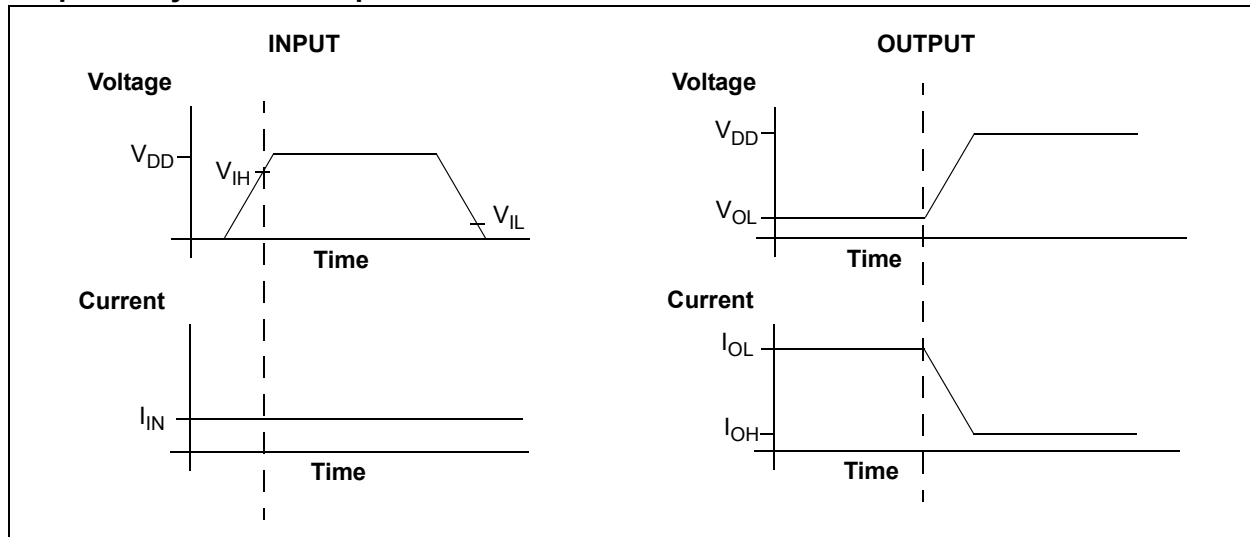 INPUT
Voltage
VDD
VIH
VIL
Time
Current
IIN
Time
OUTPUT
Voltage
VDD
VOL
Time
Current
IOL
IOH
Time